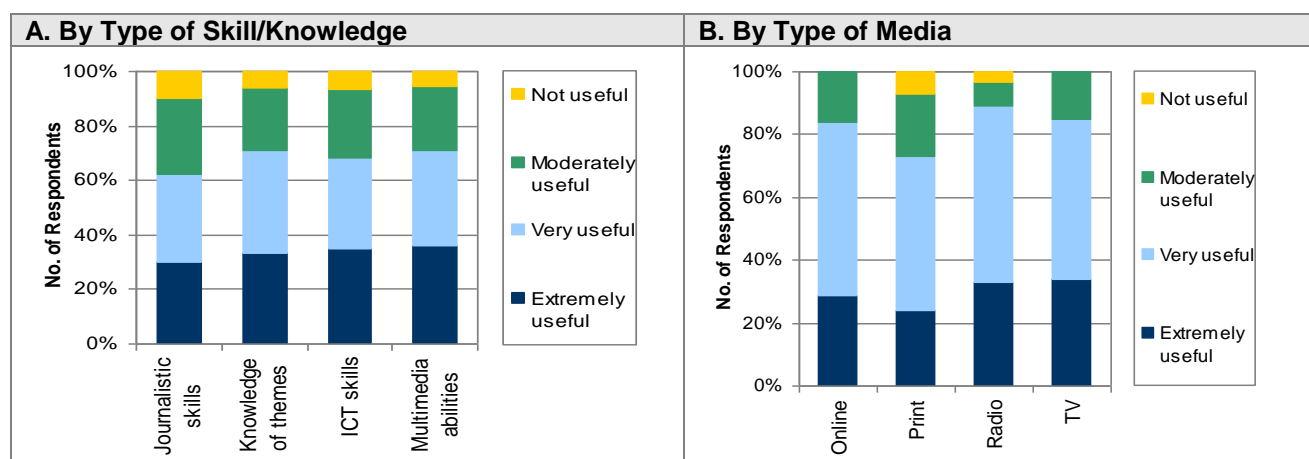 A. By Type of Skill/Knowledge
100%
80%
60%
40%
20%
0%
No. of Respondents
Journalistic
skills
Knowledge
of themes
ICT skills
Multimedia
abilities
Not useful
Moderately
useful
Very useful
Extremely
useful
B. By Type of Media
100%
80%
60%
40%
20%
0%
No. of Respondents
Online
Print
Radio
TV
Not useful
Moderately
useful
Very useful
Extremely
useful